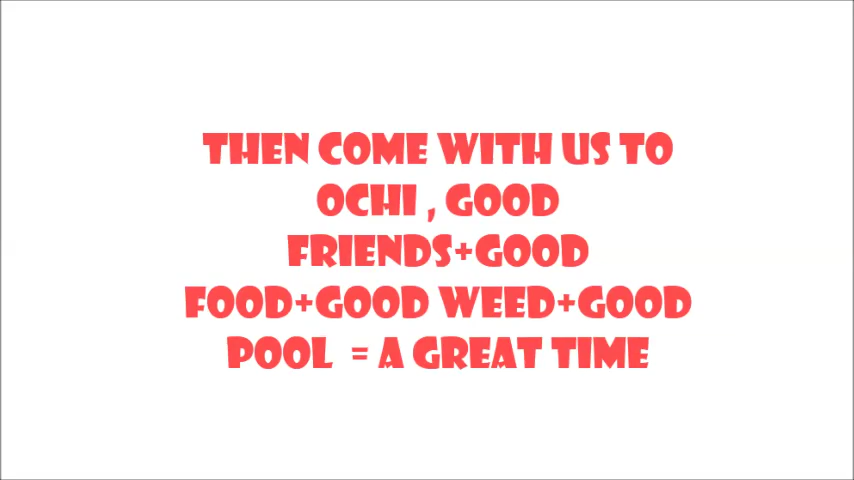 THEN COME WITH US TO
OCHI , GOOD
FRIENDS+GOOD
FOOD+GOOD WEED+GOOD
POOL = A GREAT TIME